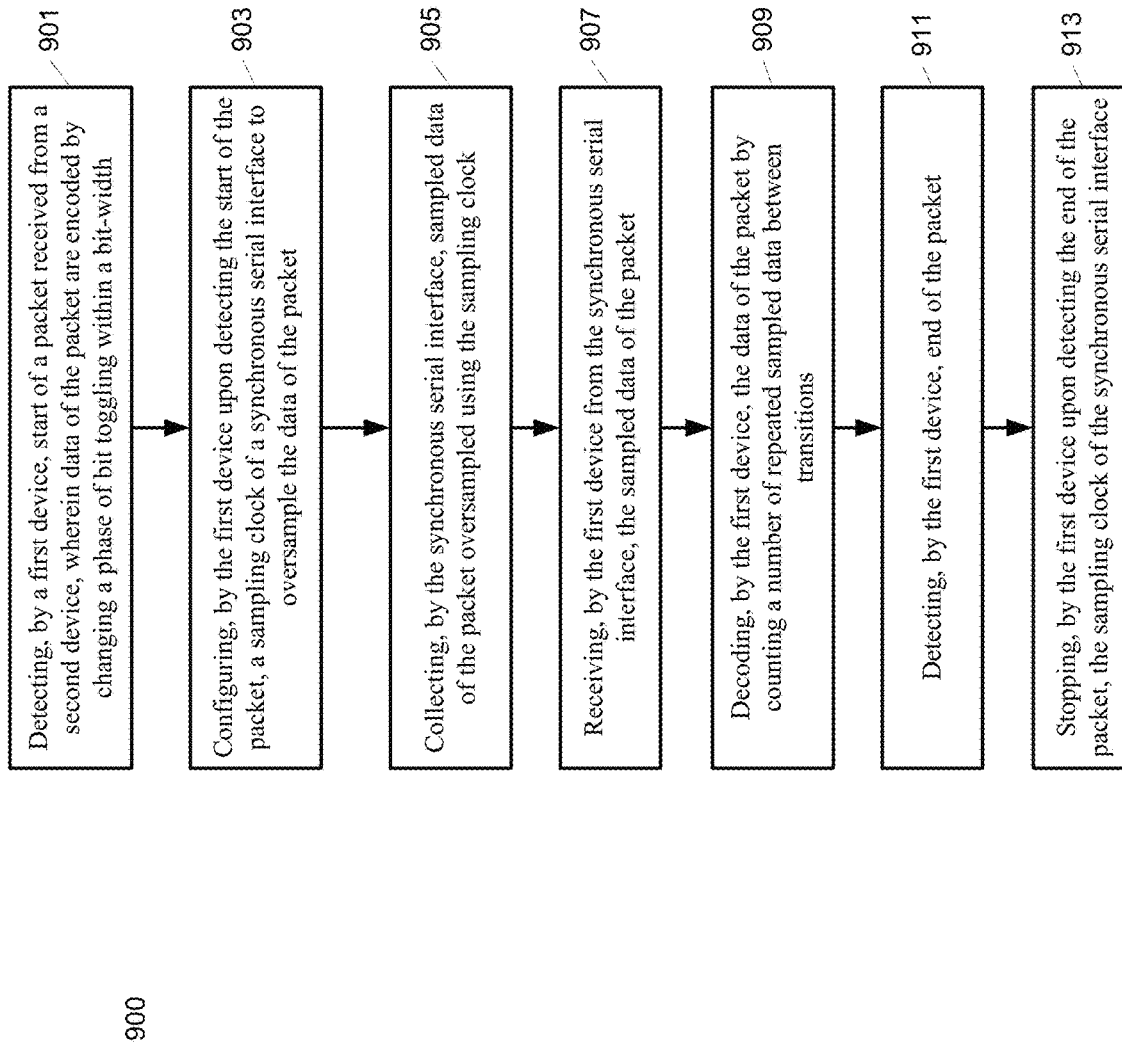 900
Detecting, by a first device, start of a packet received from a
second device, wherein data of the packet are encoded by
changing a phase of bit toggling within a bit-width
901
Configuring, by the first device upon detecting the start of the
packet, a sampling clock of a synchronous serial interface to
oversample the data of the packet
903
Collecting, by the synchronous serial interface, sampled data
of the packet oversampled using the sampling clock
905
Receiving, by the first device from the synchronous serial
interface, the sampled data of the packet
907
Decoding, by the first device, the data of the packet by
counting a number of repeated sampled data between
transitions
909
Detecting, by the first device, end of the packet
911
Stopping, by the first device upon detecting the end of the
packet, the sampling clock of the synchronous serial interface
913